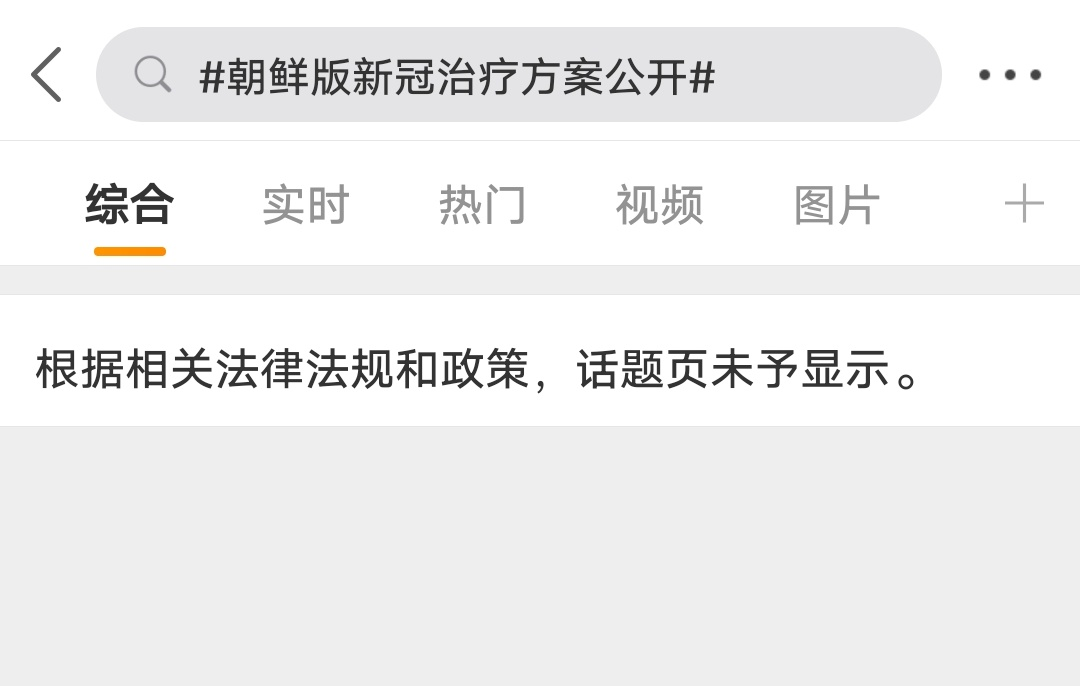 #朝鲜版新冠治疗方案公开#
综合 实时 热门 视频 图片
根据相关法律法规和政策，话题页未予显示。